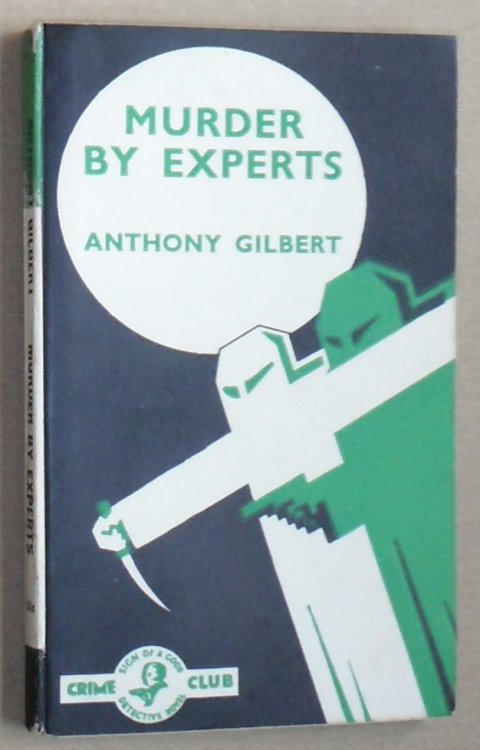 MURDER
BY EXPERTS
ANTHONY GILBERT
GILBERT MURDER BY EXPERTS
CRIME CLUB
SIGN OF A GOOD
DETECTIVE NOVEL